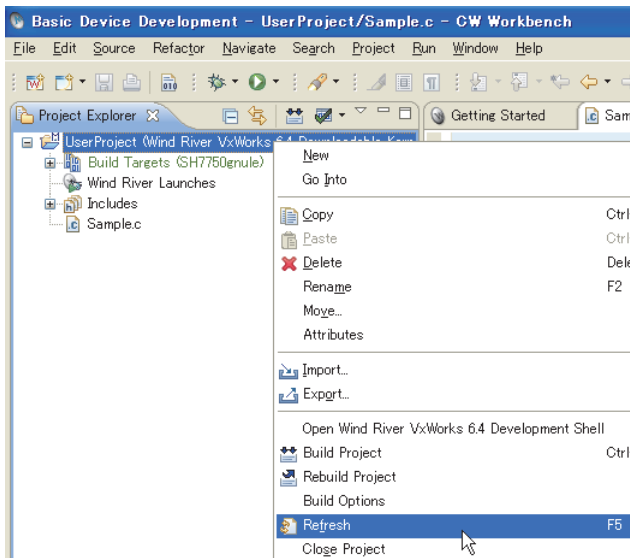 Basic Device Development - UserProject/Sample.c - CW Workbench
File Edit Source Refactor Navigate Search Project Run Window Help
Project Explorer
Getting Started
Sam
UserProject (Wind River VxWorks 6.4 Downloadable Kern
Build Targets (SH7750gnule)
Wind River Launches
Includes
Sample.c
New
Go Into
Copy Ctrl
Paste Ctrl
Delete Dele
Rename F2
Move...
Attributes
Import...
Export...
Open Wind River VxWorks 6.4 Development Shell
Build Project Ctrl
Rebuild Project
Build Options
Refresh F5
Close Project